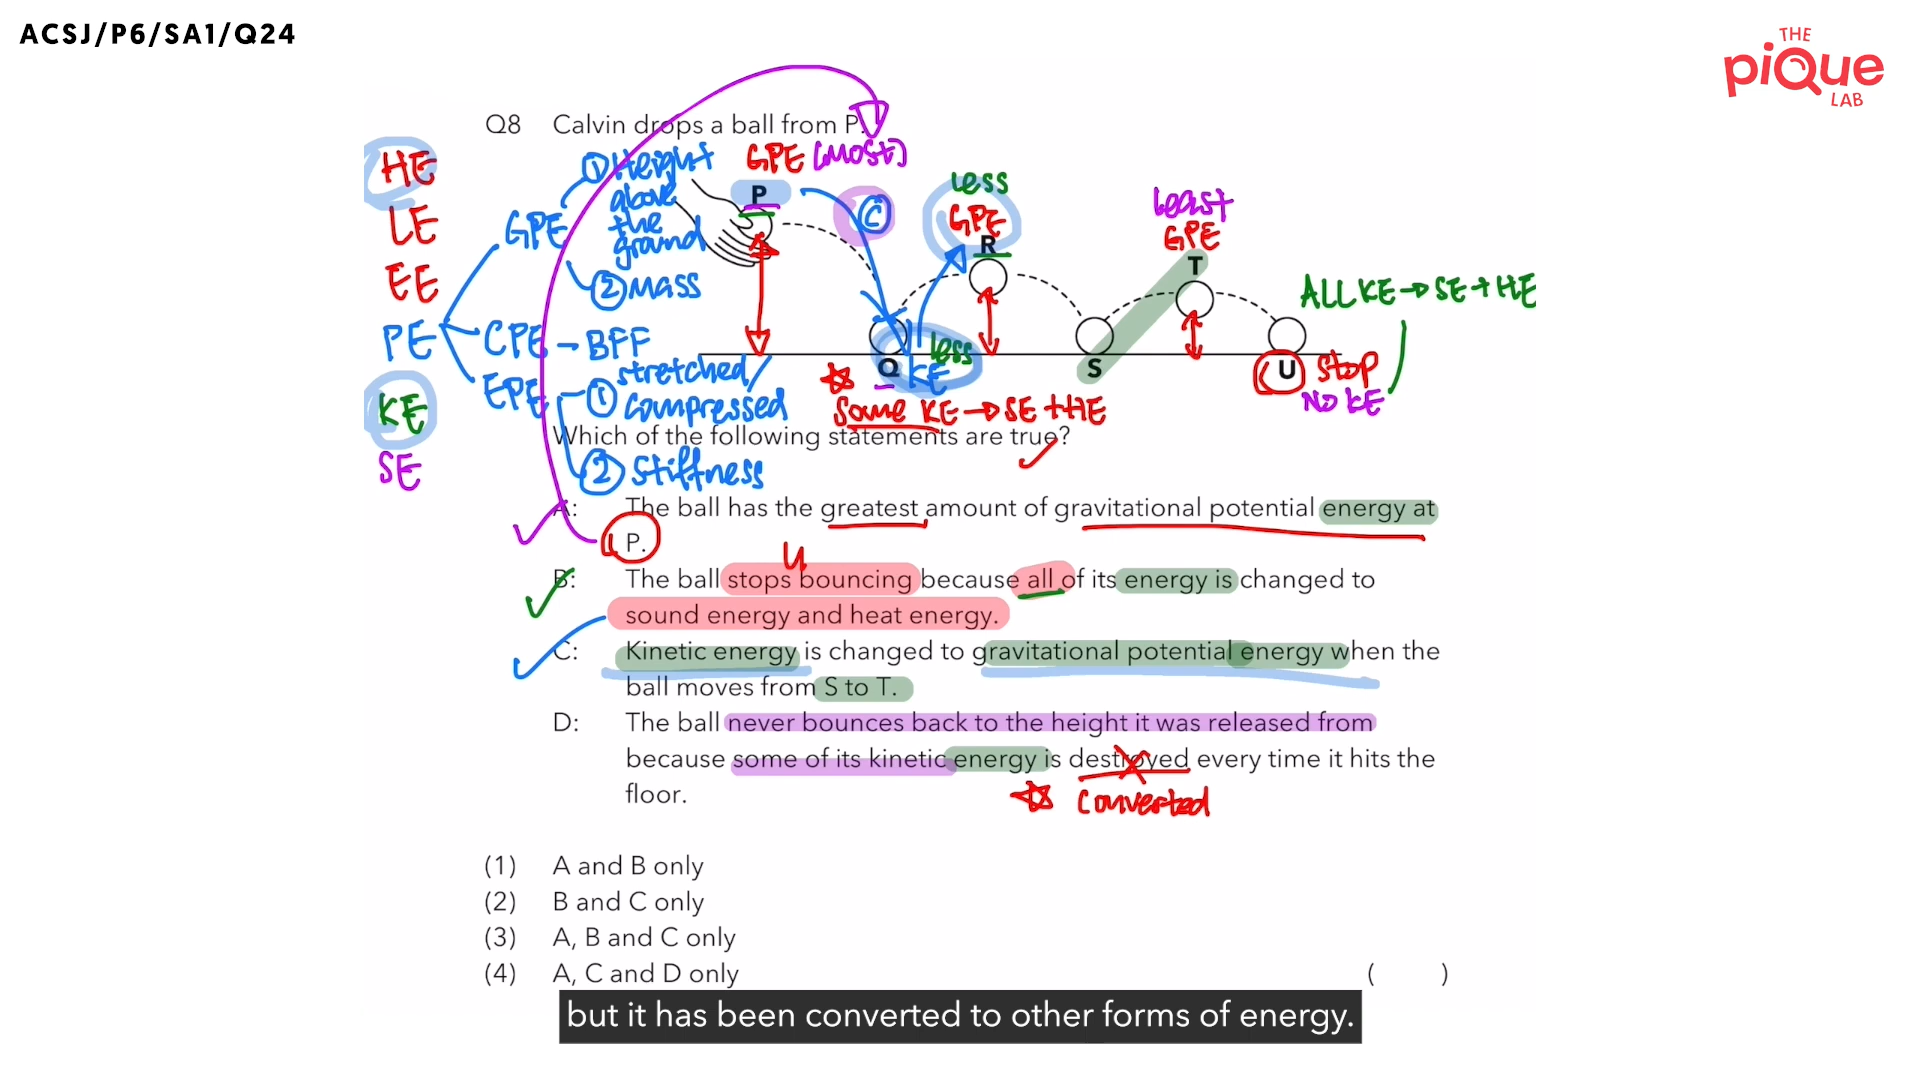 ACSJ/P6/SA1/Q24
THE
piQue
LAB
Q8 Calvin drops a ball from P.
HE
LE
EE
PE
KE
SE
GPE
① Height
above
the
ground
② Mass
CPE – BFF
EPE
① stretched/
compressed
② Stiffness
GPE (MOST)
P
C
less
GPE
R
Least
GPE
T
ALL KE → SE + HE
Q
less
KE
S
U
Stop
NO KE
Some KE → SE + HE
Which of the following statements are true?
A: The ball has the greatest amount of gravitational potential energy at
P.
U
B: The ball stops bouncing because all of its energy is changed to
sound energy and heat energy.
C: Kinetic energy is changed to gravitational potential energy when the
ball moves from S to T.
D: The ball never bounces back to the height it was released from
because some of its kinetic energy is destroyed every time it hits the
floor.
Converted
(1) A and B only
(2) B and C only
(3) A, B and C only
(4) A, C and D only ( )
but it has been converted to other forms of energy.